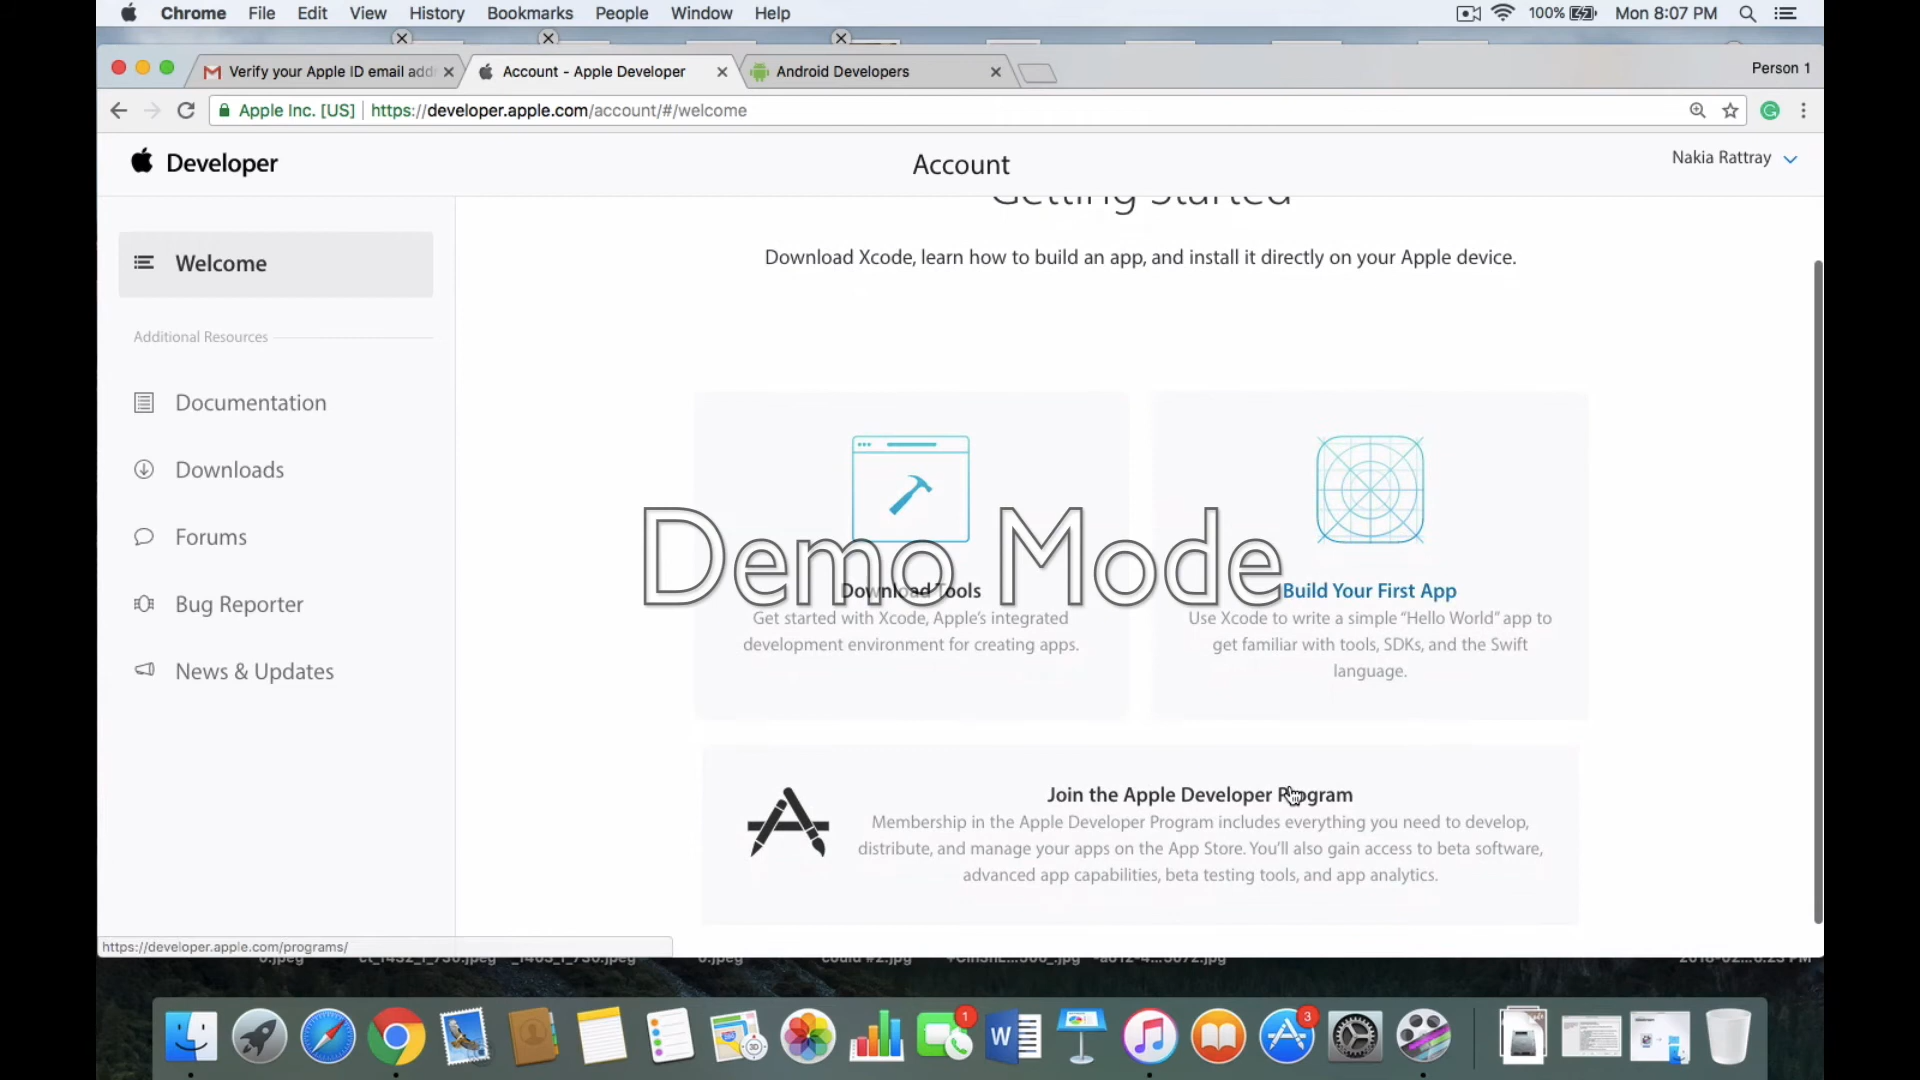 Chrome File Edit View History Bookmarks People Window Help 100% Mon 8:07 PM
Verify your Apple ID email add Account - Apple Developer Android Developers Person 1
Apple Inc. [US] https://developer.apple.com/account/#/welcome
Developer Account Nakia Rattray
Getting Started
Download Xcode, learn how to build an app, and install it directly on your Apple device.
Welcome
Additional Resources
Documentation
Downloads
Forums
Bug Reporter
News & Updates
Demo Mode
Download Tools
Get started with Xcode, Apple's integrated
development environment for creating apps.
Build Your First App
Use Xcode to write a simple “Hello World” app to
get familiar with tools, SDKs, and the Swift
language.
Join the Apple Developer Program
Membership in the Apple Developer Program includes everything you need to develop,
distribute, and manage your apps on the App Store. You'll also gain access to beta software,
advanced app capabilities, beta testing tools, and app analytics.
https://developer.apple.com/programs/
1
3